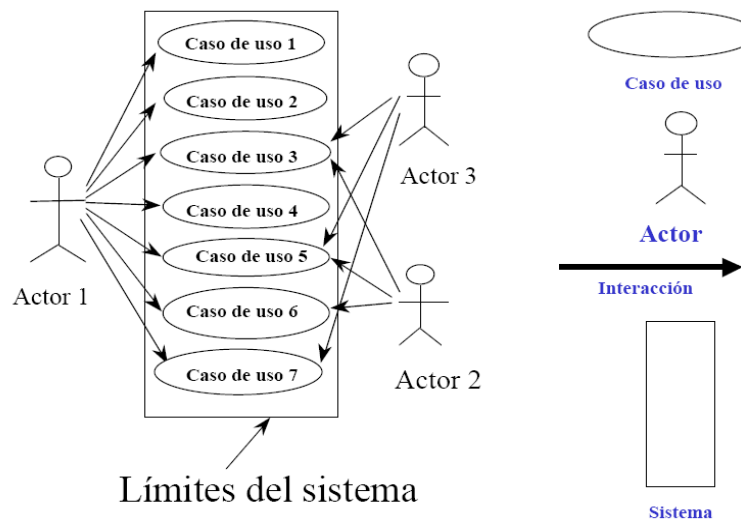 Caso de uso 1
Caso de uso 2
Caso de uso 3
Caso de uso 4
Caso de uso 5
Caso de uso 6
Caso de uso 7
Actor 1
Actor 3
Actor 2
Límites del sistema
Caso de uso
Actor
Interacción
Sistema